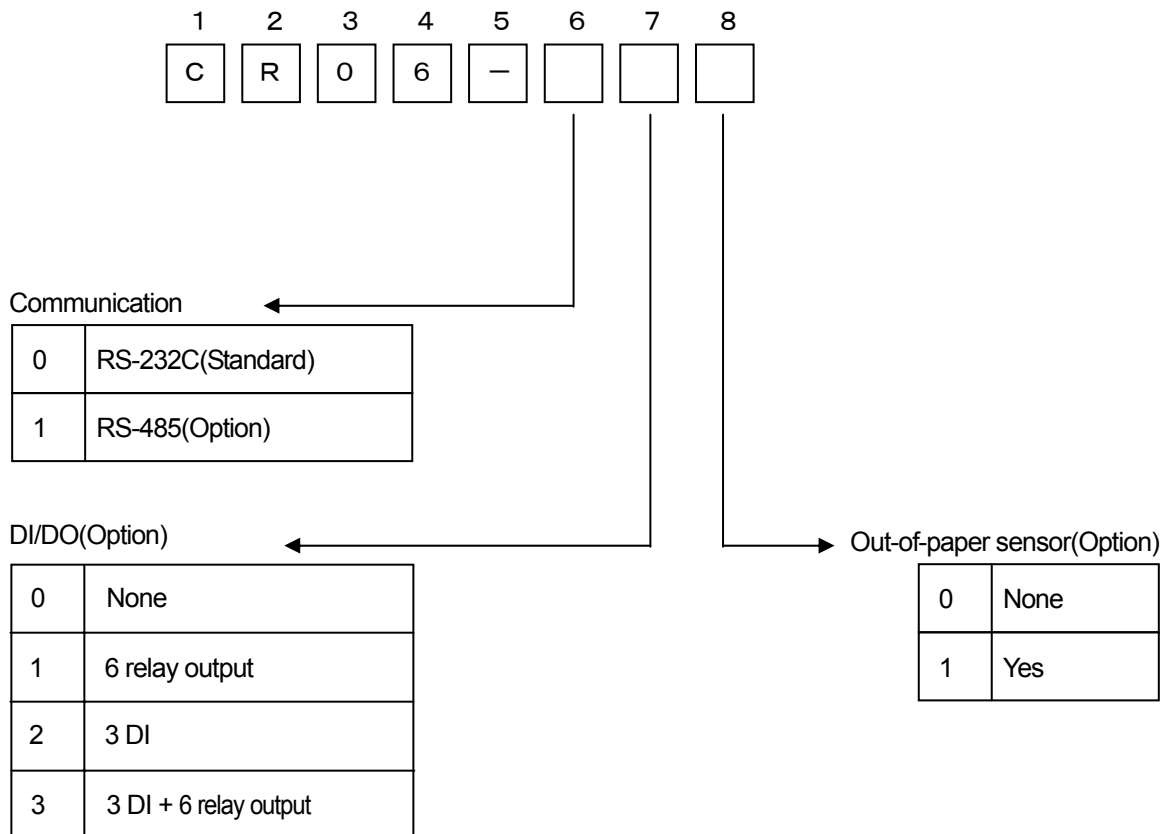 1 2 3 4 5 6 7 8
C R 0 6 −
Communication
0 RS-232C(Standard)
1 RS-485(Option)
DI/DO(Option)
0 None
1 6 relay output
2 3 DI
3 3 DI + 6 relay output
Out-of-paper sensor(Option)
0 None
1 Yes